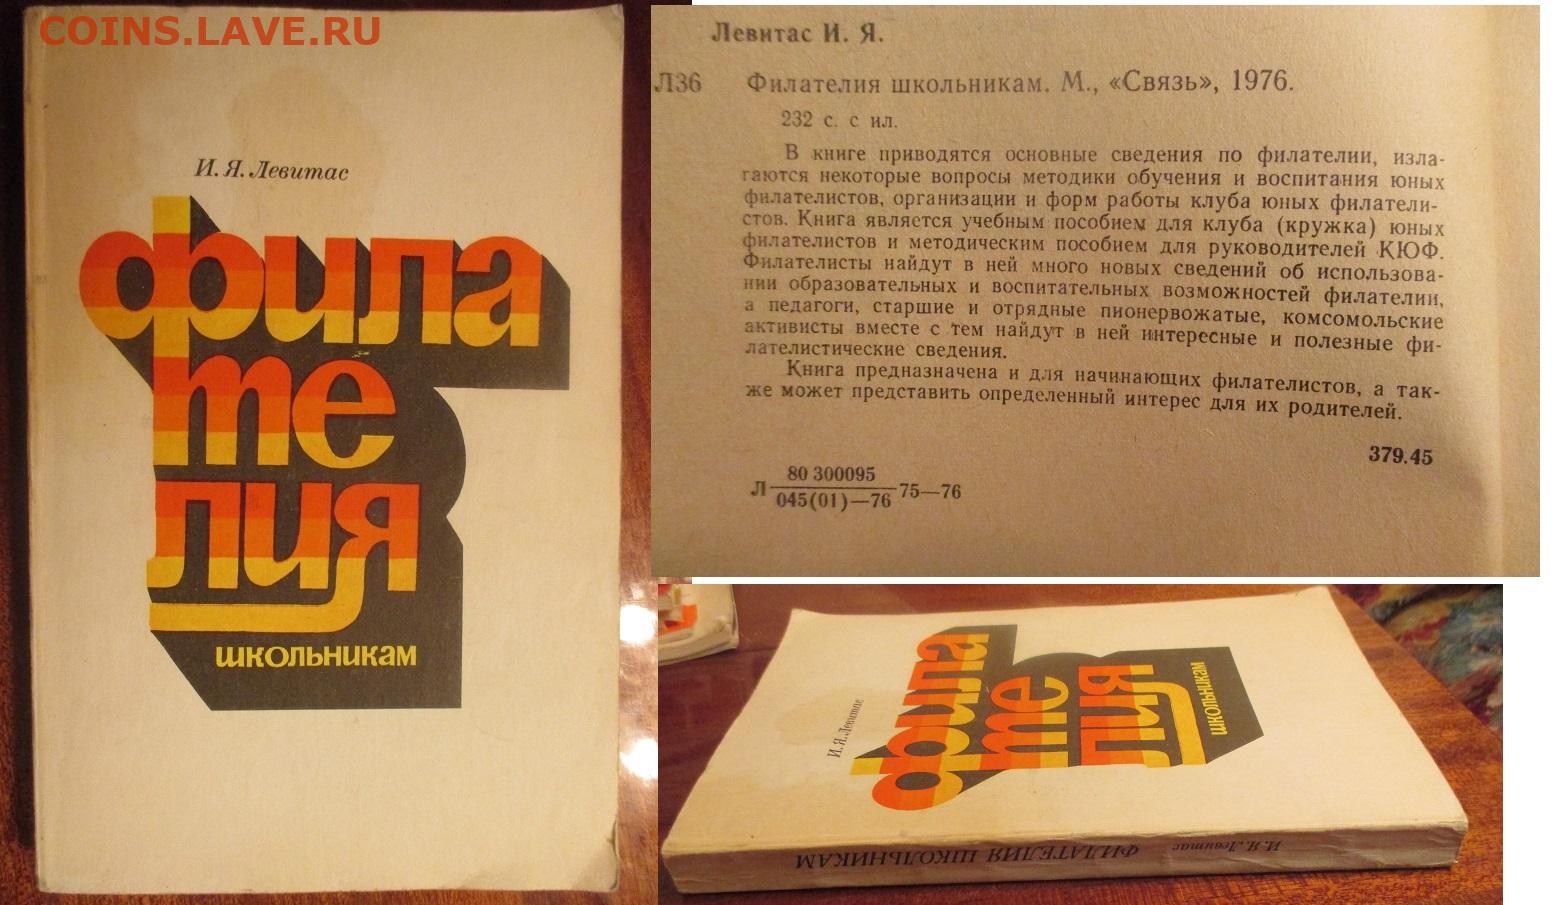 COINS.LAVE.RU
И. Я. Левитас
фила
те
лия
школьникам
Левитас И. Я.
Л36 Филателия школьникам. М., «Связь», 1976.
232 с. с ил.
В книге приводятся основные сведения по филателии, изла-
гаются некоторые вопросы методики обучения и воспитания юных
филателистов, организации и форм работы клуба юных филатели-
стов. Книга является учебным пособием для клуба (кружка) юных
филателистов и методическим пособием для руководителей КЮФ.
Филателисты найдут в ней много новых сведений об использова-
нии образовательных и воспитательных возможностей филателии,
а педагоги, старшие и отрядные пионервожатые, комсомольские
активисты вместе с тем найдут в ней интересные и полезные фи-
лателистические сведения.
Книга предназначена и для начинающих филателистов, а так-
же может представить определенный интерес для их родителей.
379.45
80 300095
Л 75—76
045(01)—76
И. Я. Левитас
фила
те
лия
школьникам
И. Я. Левитас ФИЛАТЕЛИЯ ШКОЛЬНИКАМ